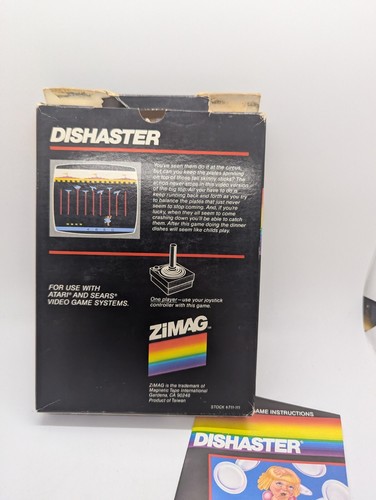 DISHASTER
You've seen them do it at the circus.
But can you keep the plates spinning
on top of those tall skinny sticks? The
action never stops in this video version
of the big top. All you have to do is
keep running back and forth as you try
to balance the plates that just never
seem to stop coming. And, if you're
lucky, when they all seem to come
crashing down you'll be able to catch
them. After this game doing the dinner
dishes will seem like childs play.
FOR USE WITH
ATARI® AND SEARS®
VIDEO GAME SYSTEMS.
One player—use your joystick
controller with this game.
ZiMAG
ZiMAG is the trademark of
Magnetic Tape International
Gardena, CA 90248
Product of Taiwan
GAME INSTRUCTIONS
DISHASTER